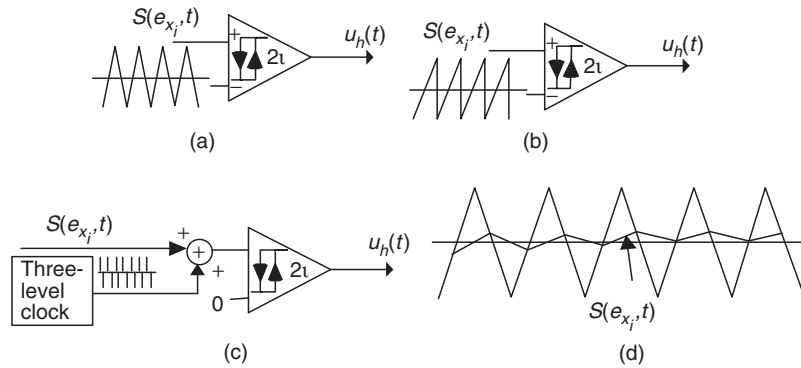 S(e_{x_i},t)
+
2ι
u_h(t)
−
(a)
S(e_{x_i},t)
+
2ι
u_h(t)
−
(b)
S(e_{x_i},t)
+
+
+
Three-
level
clock
0
2ι
u_h(t)
(c)
S(e_{x_i},t)
(d)